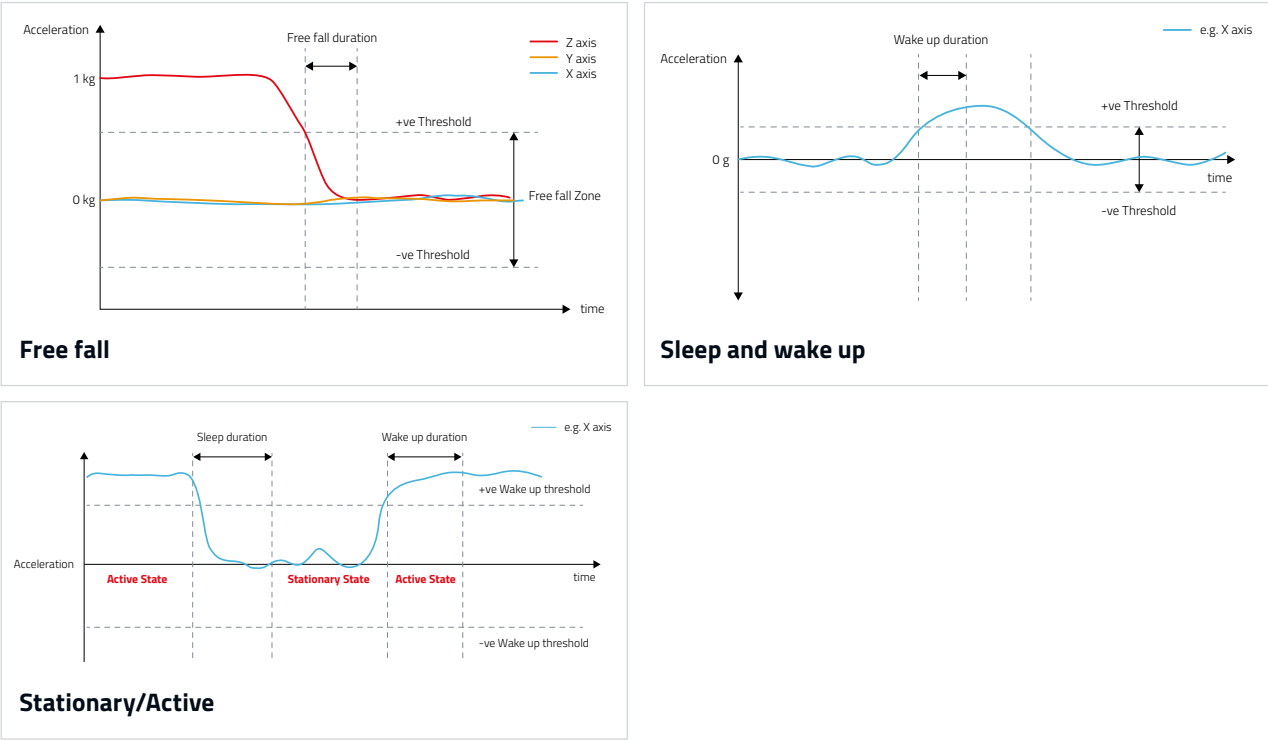 Acceleration
Free fall duration
Z axis
Y axis
X axis
1 kg
+ve Threshold
0 kg
Free fall Zone
-ve Threshold
time
Free fall
e.g. X axis
Wake up duration
Acceleration
+ve Threshold
0 g
time
-ve Threshold
Sleep and wake up
e.g. X axis
Sleep duration
Wake up duration
+ve Wake up threshold
Acceleration
time
Active State
Stationary State
Active State
-ve Wake up threshold
Stationary/Active